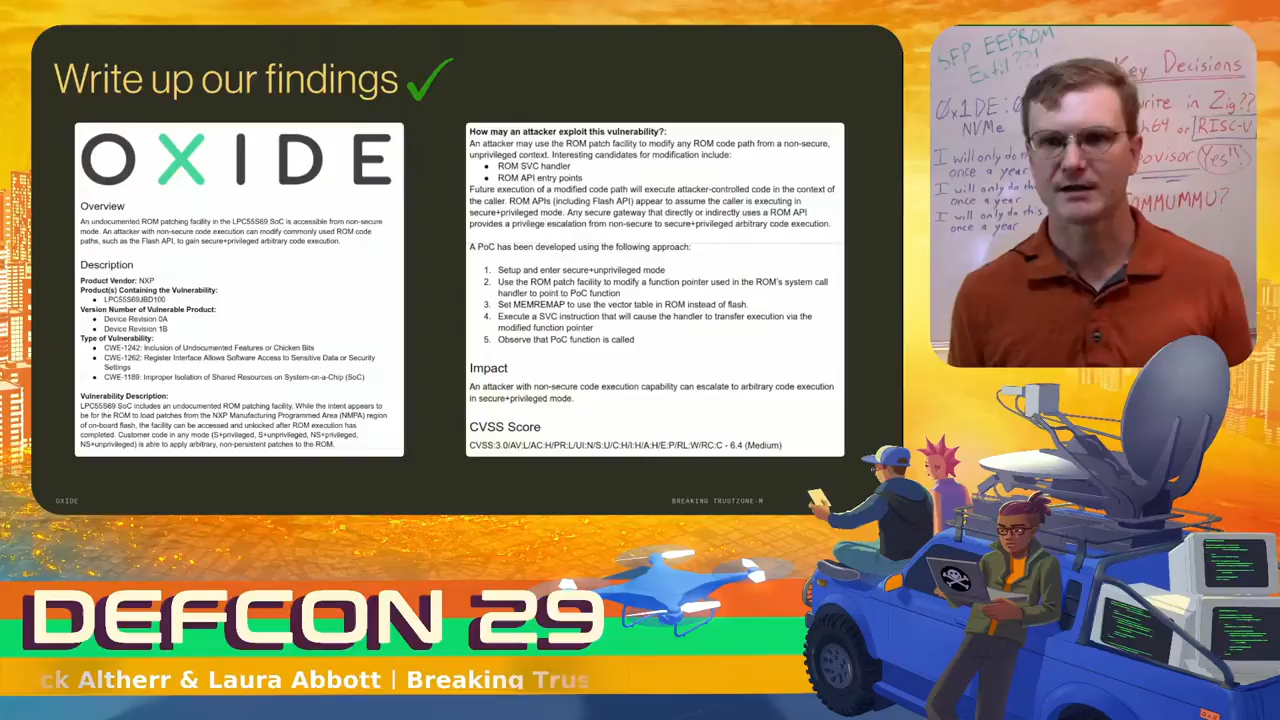 Write up our findings
OXIDE
Overview
An undocumented ROM patching facility in the LPC55S69 SoC is accessible from non-secure
mode. An attacker with non-secure code execution can modify commonly used ROM code
paths, such as the Flash API, to gain secure+privileged arbitrary code execution.
Description
Product Vendor: NXP
Product(s) Containing the Vulnerability:
● LPC55S69JBD100
Version Number of Vulnerable Product:
● Device Revision 0A
● Device Revision 1B
Type of Vulnerability:
● CWE-1242: Inclusion of Undocumented Features or Chicken Bits
● CWE-1262: Register Interface Allows Software Access to Sensitive Data or Security
Settings
● CWE-1189: Improper Isolation of Shared Resources on System-on-a-Chip (SoC)
Vulnerability Description:
LPC55S69 SoC includes an undocumented ROM patching facility. While the intent appears to
be for the ROM to load patches from the NXP Manufacturing Programmed Area (NMPA) region
of on-board flash, the facility can be accessed and unlocked after ROM execution has
completed. Customer code in any mode (S+privileged, S+unprivileged, NS+privileged,
NS+unprivileged) is able to apply arbitrary, non-persistent patches to the ROM.
How may an attacker exploit this vulnerability?:
An attacker may use the ROM patch facility to modify any ROM code path from a non-secure,
unprivileged context. Interesting candidates for modification include:
● ROM SVC handler
● ROM API entry points
Future execution of a modified code path will execute attacker-controlled code in the context of
the caller. ROM APIs (including Flash API) appear to assume the caller is executing in
secure+privileged mode. Any secure gateway that directly or indirectly uses a ROM API
provides a privilege escalation from non-secure to secure+privileged arbitrary code execution.
A PoC has been developed using the following approach:
1. Setup and enter secure+unprivileged mode
2. Use the ROM patch facility to modify a function pointer used in the ROM's system call
handler to point to PoC function
3. Set MEMREMAP to use the vector table in ROM instead of flash.
4. Execute a SVC instruction that will cause the handler to transfer execution via the
modified function pointer
5. Observe that PoC function is called
Impact
An attacker with non-secure code execution capability can escalate to arbitrary code execution
in secure+privileged mode.
CVSS Score
CVSS:3.0/AV:L/AC:H/PR:L/UI:N/S:U/C:H/I:H/A:H/E:P/RL:W/RC:C - 6.4 (Medium)
OXIDE
BREAKING TRUSTZONE-M
SFP EEPROM
Key Decisions
0x1DE:
NVMe
write in Zig??
64 or RISC-V
I will only do th
once a year
I will only do
once a year
I will only do this
once a year
visor Yes!!
OMMUMMU?
DEFCON 29
ck Altherr & Laura Abbott | Breaking Trus